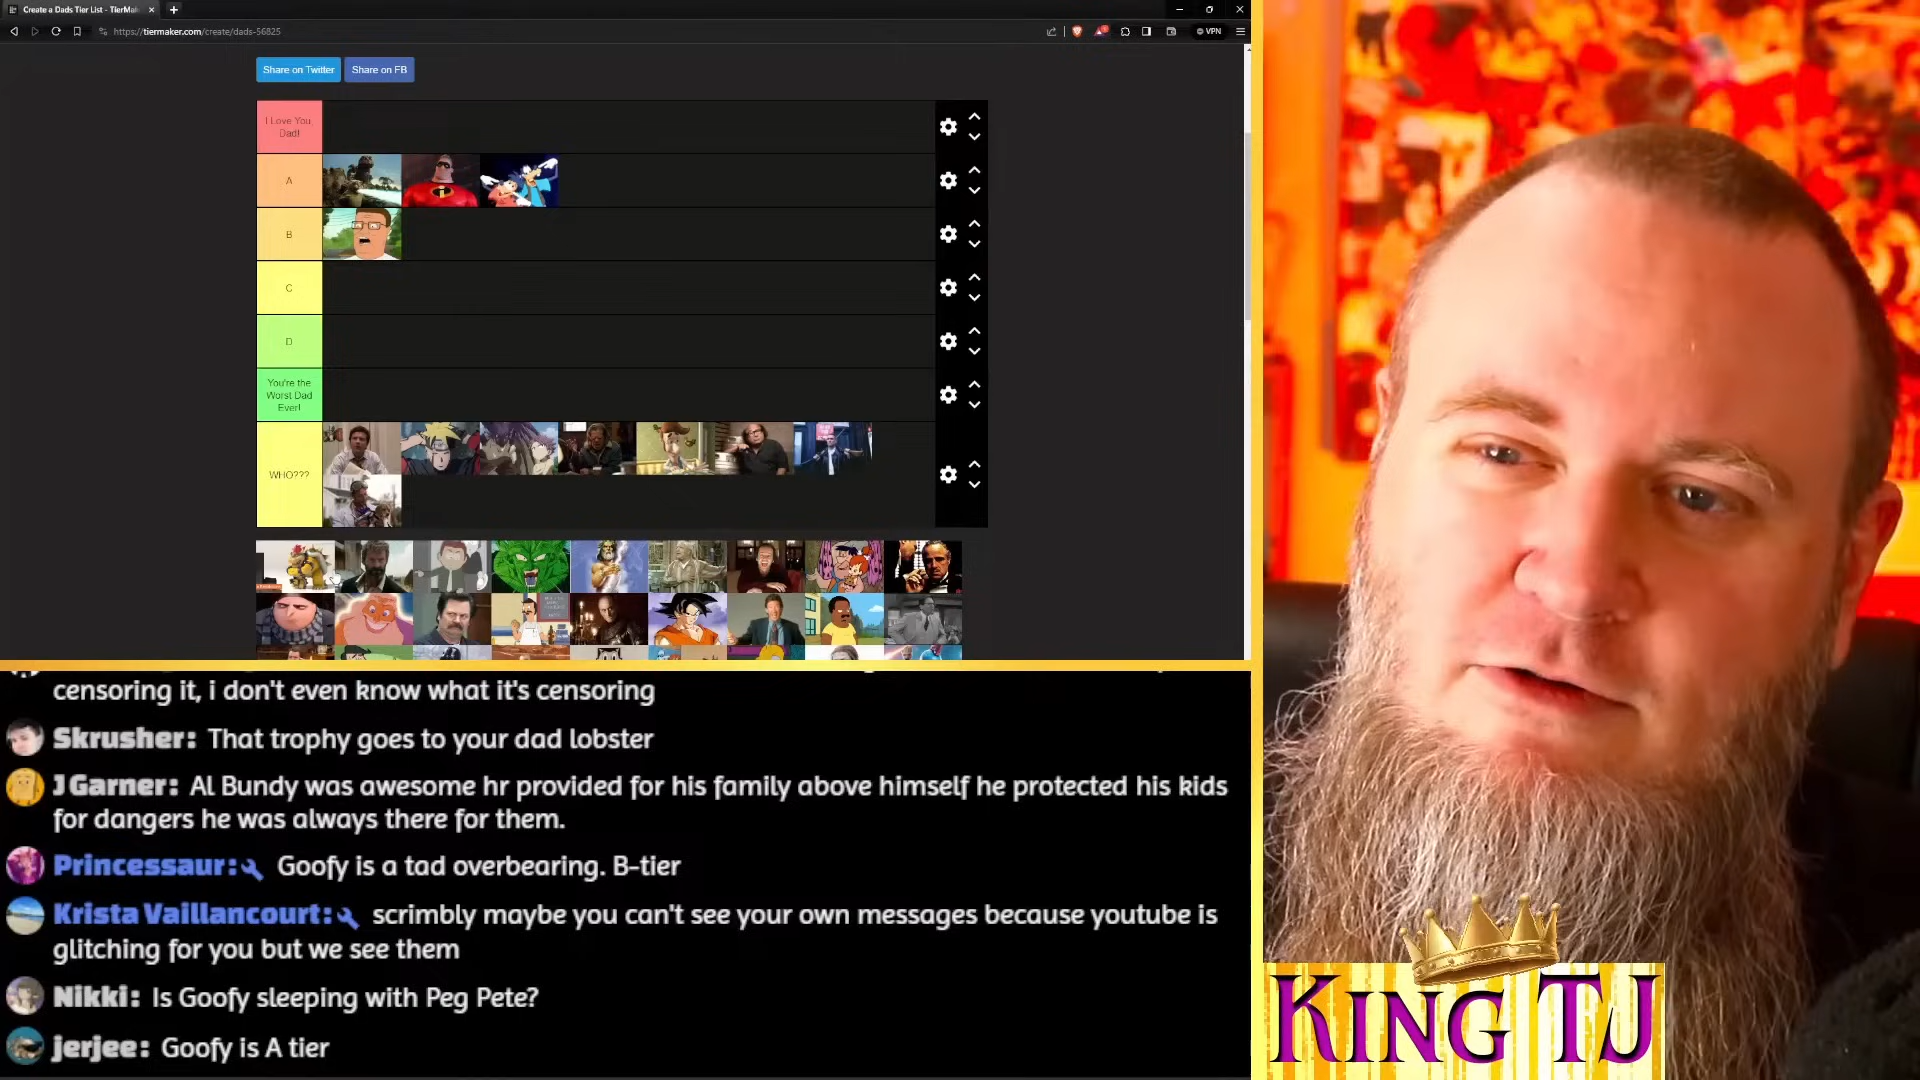 Create a Dads Tier List - TierMak
https://tiermaker.com/create/dads-56825
VPN
Share on Twitter
Share on FB
I Love You,
Dad!
A
B
C
D
You're the
Worst Dad
Ever!
WHO???
censoring it, i don't even know what it's censoring
Skrusher: That trophy goes to your dad lobster
J Garner: Al Bundy was awesome hr provided for his family above himself he protected his kids
for dangers he was always there for them.
Princessaur: Goofy is a tad overbearing. B-tier
Krista Vaillancourt: scrimbly maybe you can't see your own messages because youtube is
glitching for you but we see them
Nikki: Is Goofy sleeping with Peg Pete?
jerjee: Goofy is A tier
KING TJ